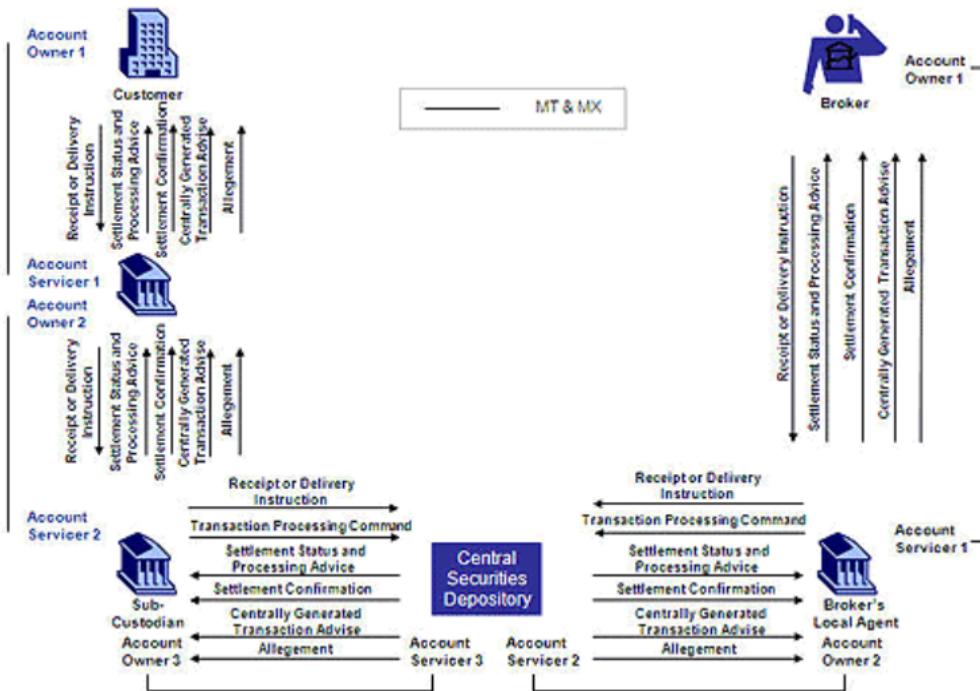 Account
Owner 1
Customer
MT & MX
Broker
Account
Owner 1
Receipt or Delivery
Instruction
Settlement Status and
Processing Advice
Settlement Confirmation
Centrally Generated
Transaction Advise
Allegement
Receipt or Delivery Instruction
Settlement Status and Processing Advice
Settlement Confirmation
Centrally Generated Transaction Advise
Allegement
Account
Servicer 1
Account
Owner 2
Receipt or Delivery
Instruction
Settlement Status and
Processing Advice
Settlement Confirmation
Centrally Generated
Transaction Advise
Allegement
Account
Servicer 2
Sub-
Custodian
Account
Owner 3
Receipt or Delivery
Instruction
Transaction Processing Command
Settlement Status and
Processing Advice
Settlement Confirmation
Centrally Generated
Transaction Advise
Allegement
Account
Servicer 3
Central
Securities
Depository
Account
Servicer 2
Receipt or Delivery
Instruction
Transaction Processing Command
Settlement Status and
Processing Advice
Settlement Confirmation
Centrally Generated
Transaction Advise
Allegement
Account
Servicer 1
Broker's
Local Agent
Account
Owner 2